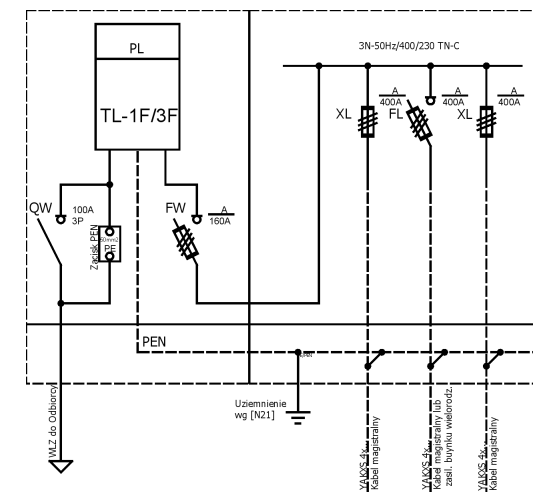 PL
3N-50Hz/400/230 TN-C
TL-1F/3F
XL
A
400A
FL
A
400A
XL
A
400A
QW
100A
3P
Zacisk PEN
PE
FW
A
160A
PEN
Uziemnienie
wg [N21]
WLZ do Odbiorcy
YAKXS 4x...
Kabel magistralny
YAKXS 4x...
Kabel magistralny lub
zasil. buynku wielorodz.
YAKXS 4x...
Kabel magistralny